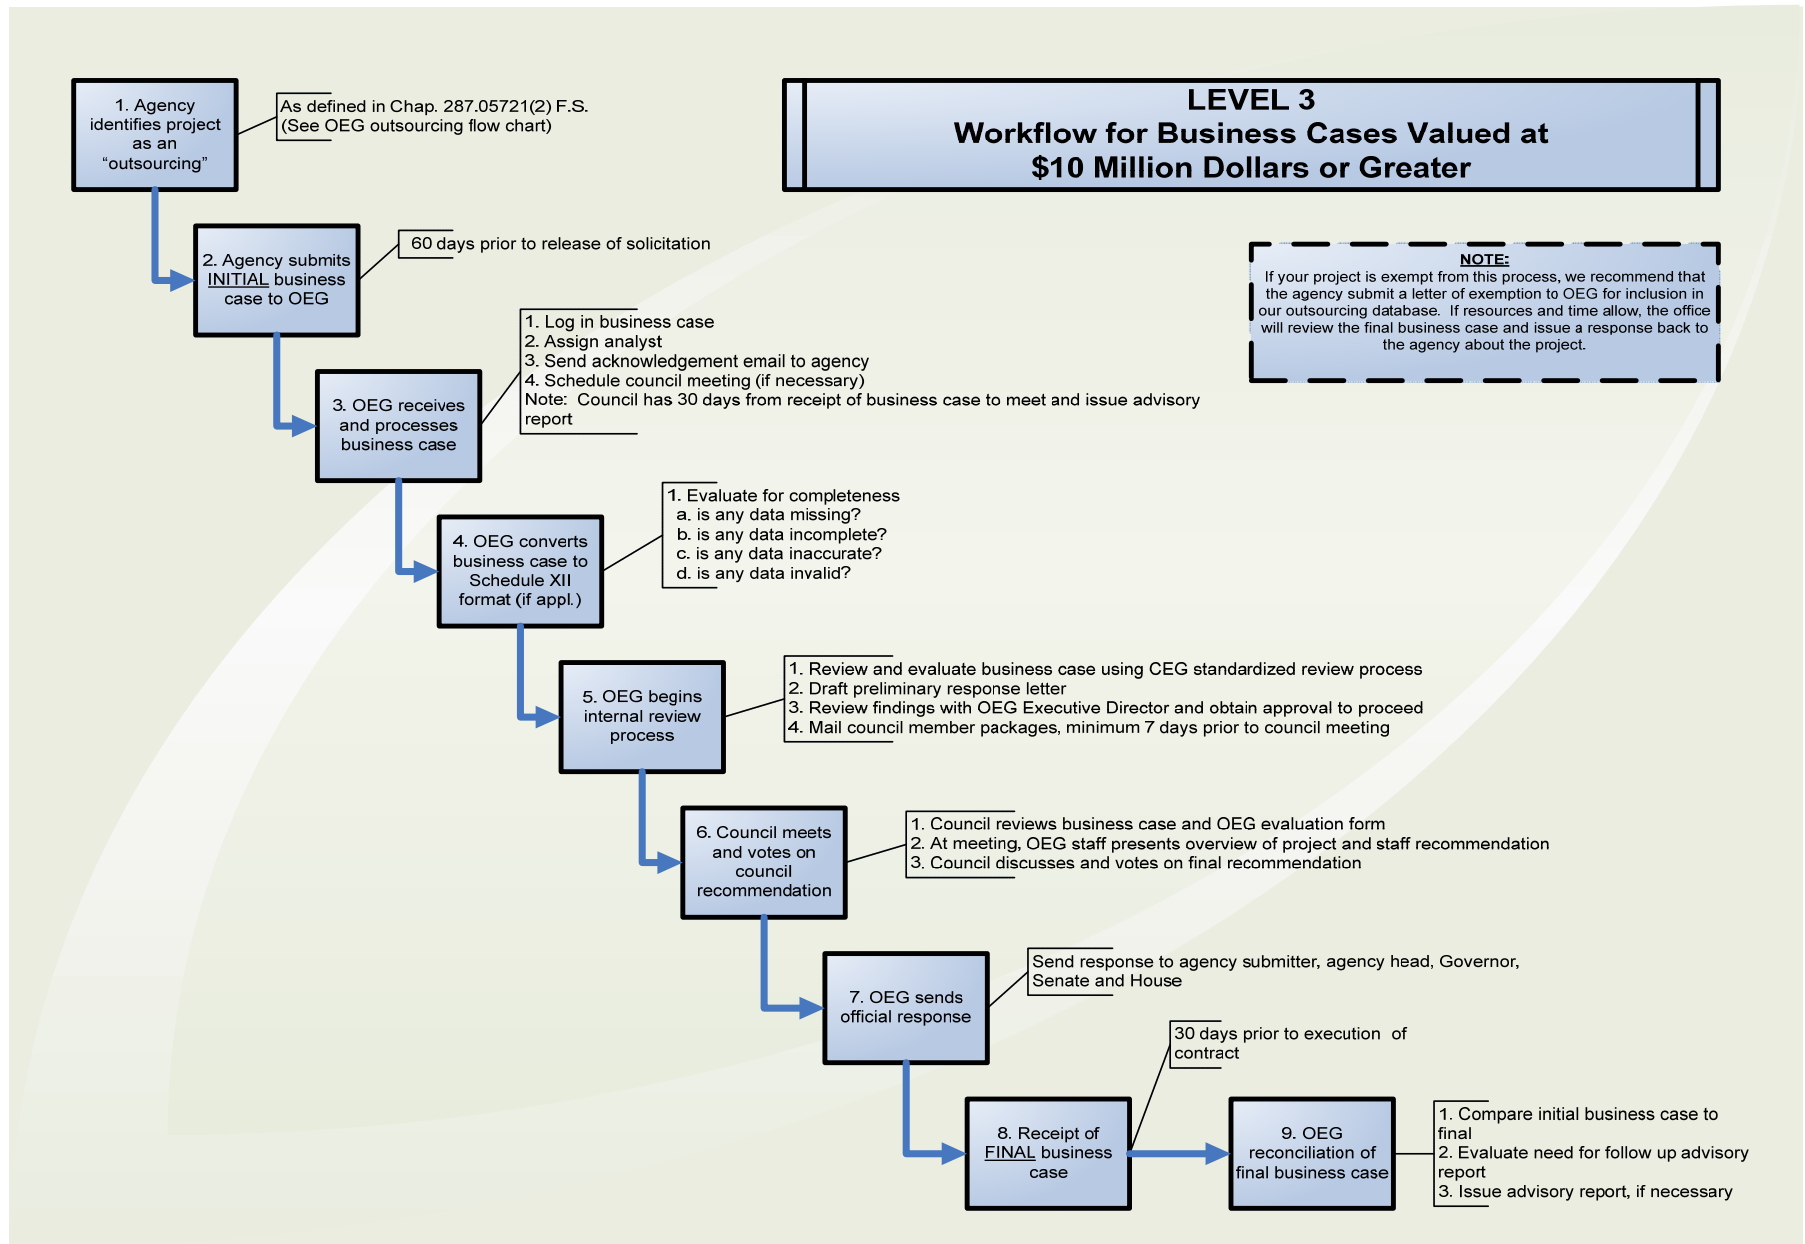 LEVEL 3
Workflow for Business Cases Valued at
$10 Million Dollars or Greater
1. Agency
identifies project
as an
“outsourcing”
As defined in Chap. 287.05721(2) F.S.
(See OEG outsourcing flow chart)
2. Agency submits
INITIAL business
case to OEG
60 days prior to release of solicitation
NOTE:
If your project is exempt from this process, we recommend that
the agency submit a letter of exemption to OEG for inclusion in
our outsourcing database.  If resources and time allow, the office
will review the final business case and issue a response back to
the agency about the project.
3. OEG receives
and processes
business case
1. Log in business case
2. Assign analyst
3. Send acknowledgement email to agency
4. Schedule council meeting (if necessary)
Note:  Council has 30 days from receipt of business case to meet and issue advisory
report
4. OEG converts
business case to
Schedule XII
format (if appl.)
1. Evaluate for completeness
a. is any data missing?
b. is any data incomplete?
c. is any data inaccurate?
d. is any data invalid?
5. OEG begins
internal review
process
1. Review and evaluate business case using CEG standardized review process
2. Draft preliminary response letter
3. Review findings with OEG Executive Director and obtain approval to proceed
4. Mail council member packages, minimum 7 days prior to council meeting
6. Council meets
and votes on
council
recommendation
1. Council reviews business case and OEG evaluation form
2. At meeting, OEG staff presents overview of project and staff recommendation
3. Council discusses and votes on final recommendation
7. OEG sends
official response
Send response to agency submitter, agency head, Governor,
Senate and House
8. Receipt of
FINAL business
case
30 days prior to execution  of
contract
9. OEG
reconciliation of
final business case
1. Compare initial business case to
final
2. Evaluate need for follow up advisory
report
3. Issue advisory report, if necessary